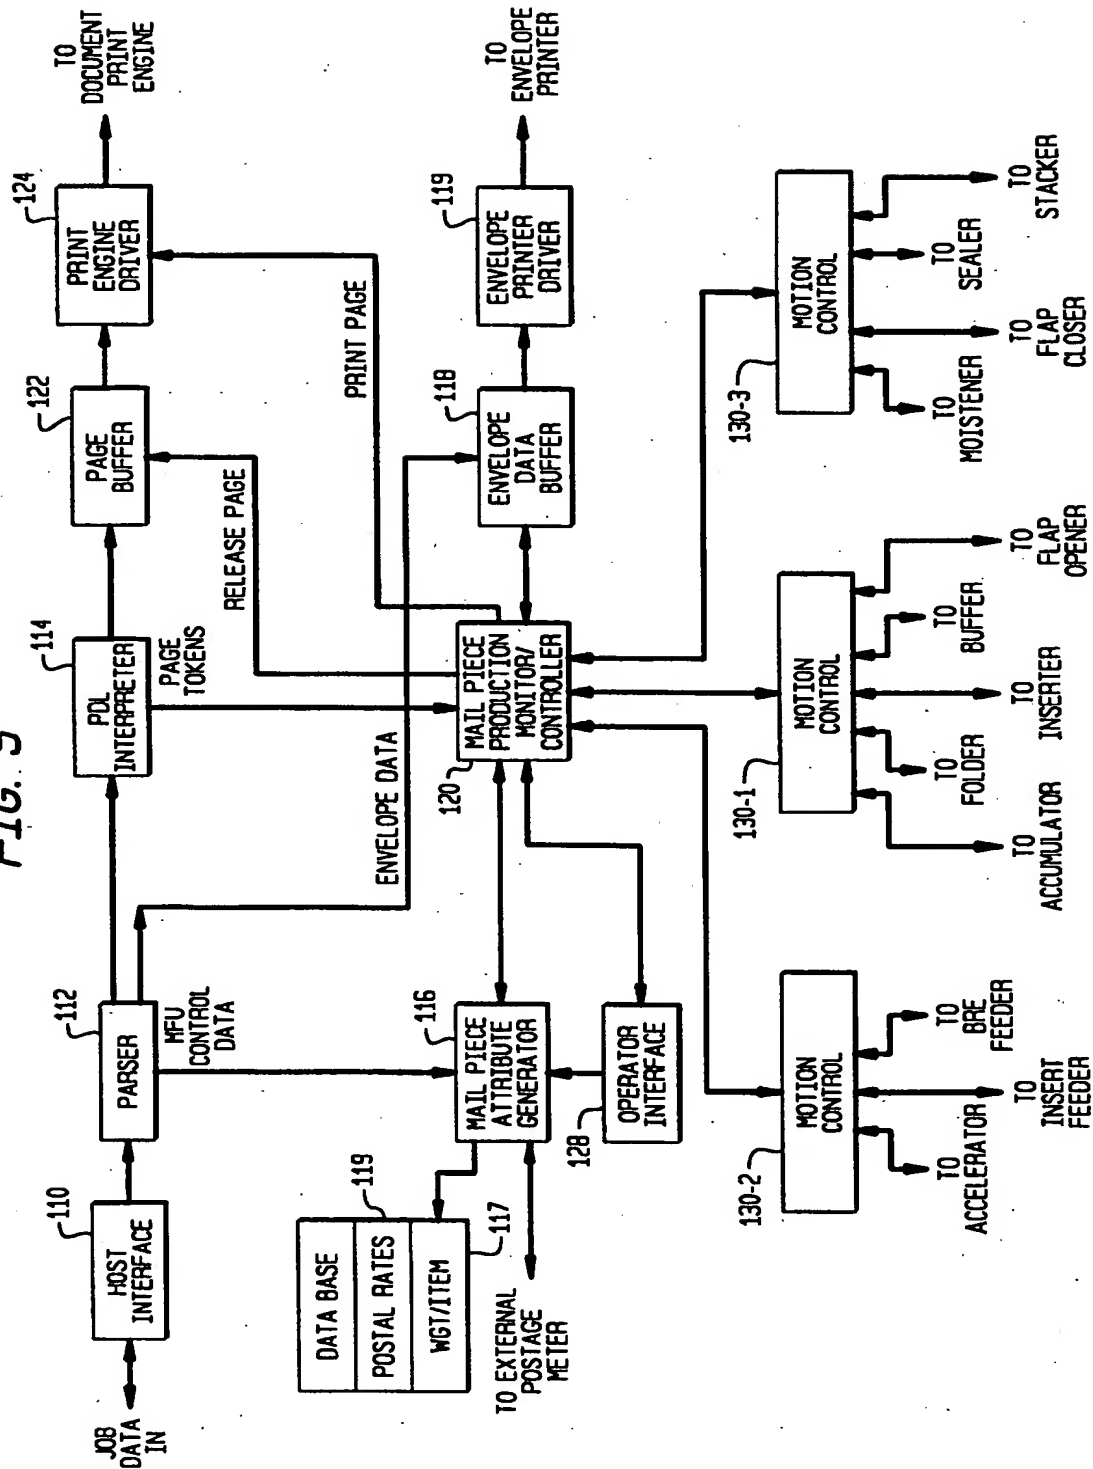 FIG. 5
JOB
DATA
IN
110
HOST
INTERFACE
112
PARSER
MFU
CONTROL
DATA
114
PDL
INTERPRETER
PAGE
TOKENS
122
PAGE
BUFFER
RELEASE PAGE
124
PRINT
ENGINE
DRIVER
PRINT PAGE
TO
DOCUMENT
PRINT
ENGINE
ENVELOPE DATA
DATA BASE
POSTAL RATES
WGT/ITEM
119
117
TO EXTERNAL
POSTAGE
METER
116
MAIL PIECE
ATTRIBUTE
GENERATOR
128
OPERATOR
INTERFACE
120
MAIL PIECE
PRODUCTION
MONITOR/
CONTROLLER
118
ENVELOPE
DATA
BUFFER
119
ENVELOPE
PRINTER
DRIVER
TO
ENVELOPE
PRINTER
130-2
MOTION
CONTROL
TO
ACCELERATOR
TO
INSERT
FEEDER
TO
BRE
FEEDER
130-1
MOTION
CONTROL
TO
ACCUMULATOR
TO
FOLDER
TO
INSERTER
TO
BUFFER
TO
FLAP
OPENER
130-3
MOTION
CONTROL
TO
MOISTENER
TO
FLAP
CLOSER
TO
SEALER
TO
STACKER